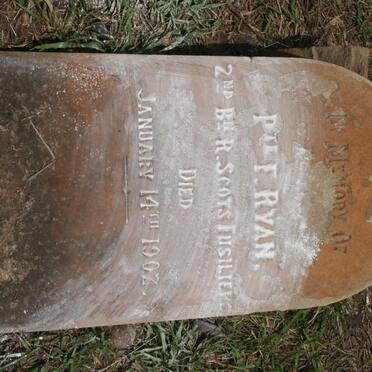 IN MEMORY OF
PTE T. RYAN.
2ND BN R. SCOTS FUSILIERS
DIED
JANUARY 14TH 1902.